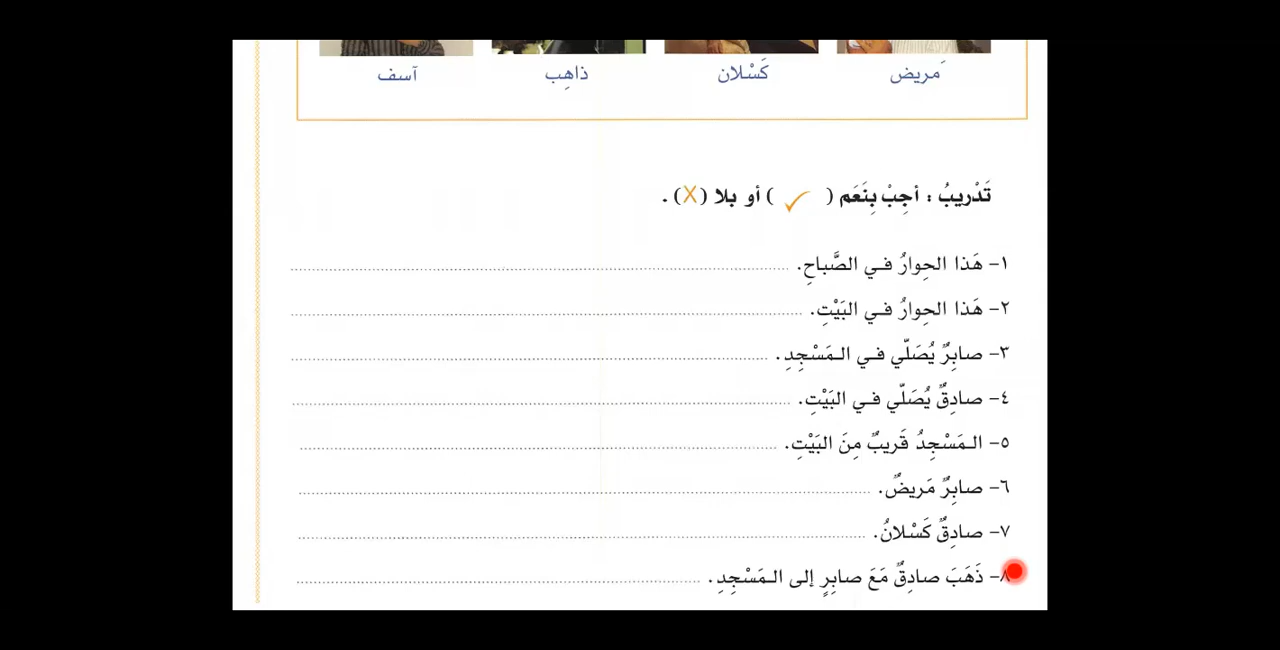 مَريض كَسْلان ذاهِب آسف
تَدْريبُ : أجِبْ بِنَعَم ( ✓ ) أو بلا (X) .
١- هَذا الحِوارُ في الصَّباحِ. ................
٢- هَذا الحِوارُ في البَيْتِ. ................
٣- صابِرٌ يُصَلّي في المَسْجِدِ. ................
٤- صادِقٌ يُصَلّي في البَيْتِ. ................
٥- المَسْجِدُ قَريبٌ مِنَ البَيْتِ. ................
٦- صابِرٌ مَريضٌ. ................
٧- صادِقٌ كَسْلانُ. ................
٨- ذَهَبَ صادِقٌ مَعَ صابِرٍ إلى المَسْجِدِ. ................